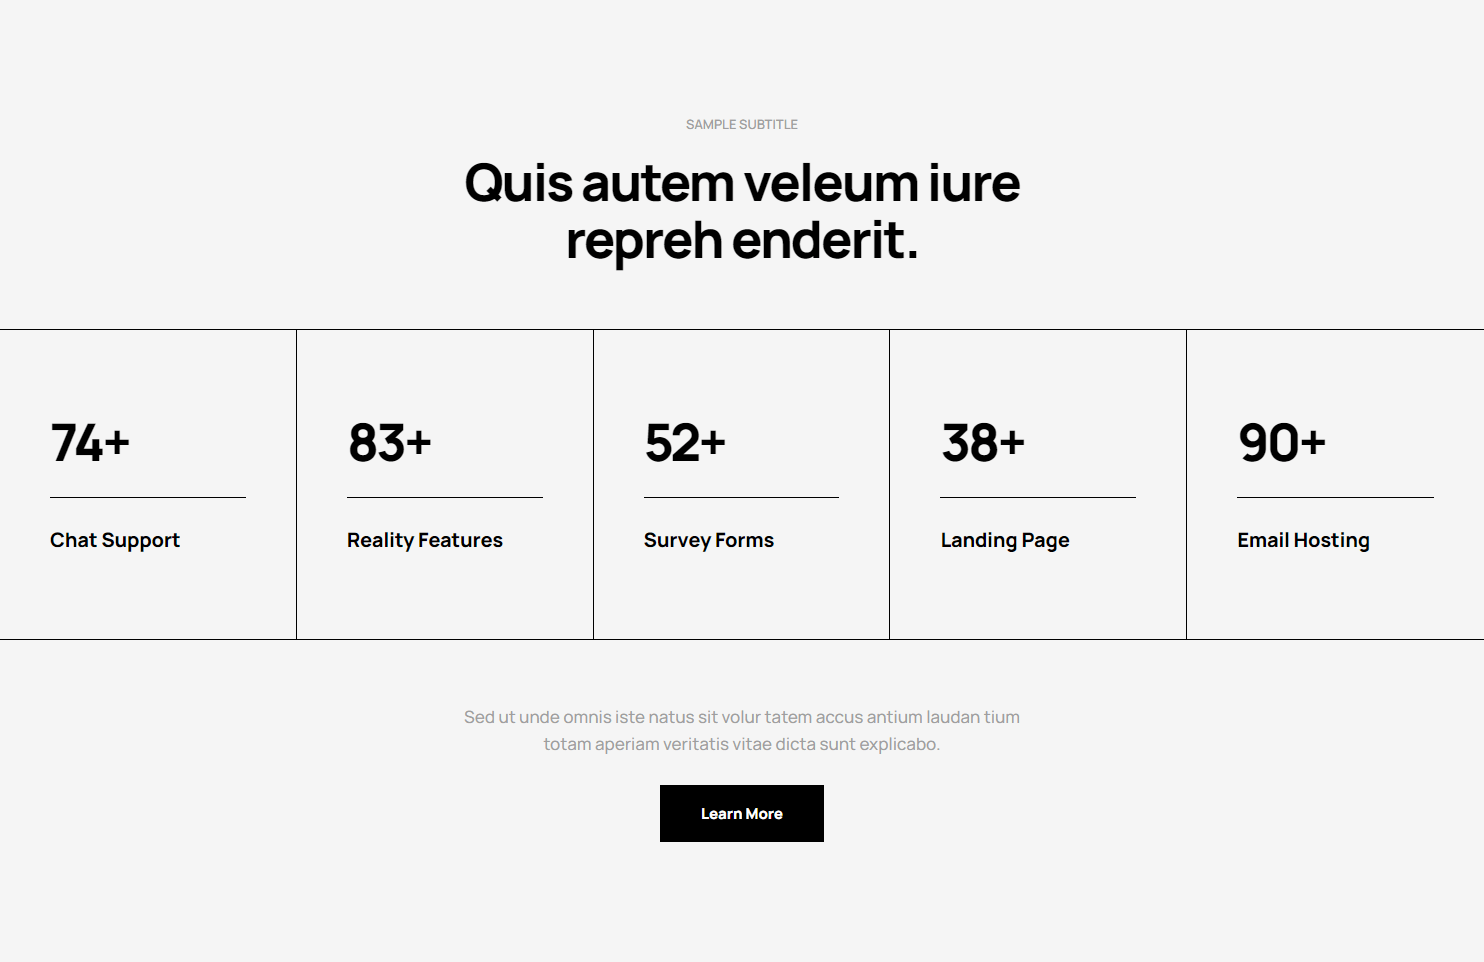 SAMPLE SUBTITLE
Quis autem veleum iure
repreh enderit.
74+
Chat Support
83+
Reality Features
52+
Survey Forms
38+
Landing Page
90+
Email Hosting
Sed ut unde omnis iste natus sit volur tatem accus antium laudan tium
totam aperiam veritatis vitae dicta sunt explicabo.
Learn More